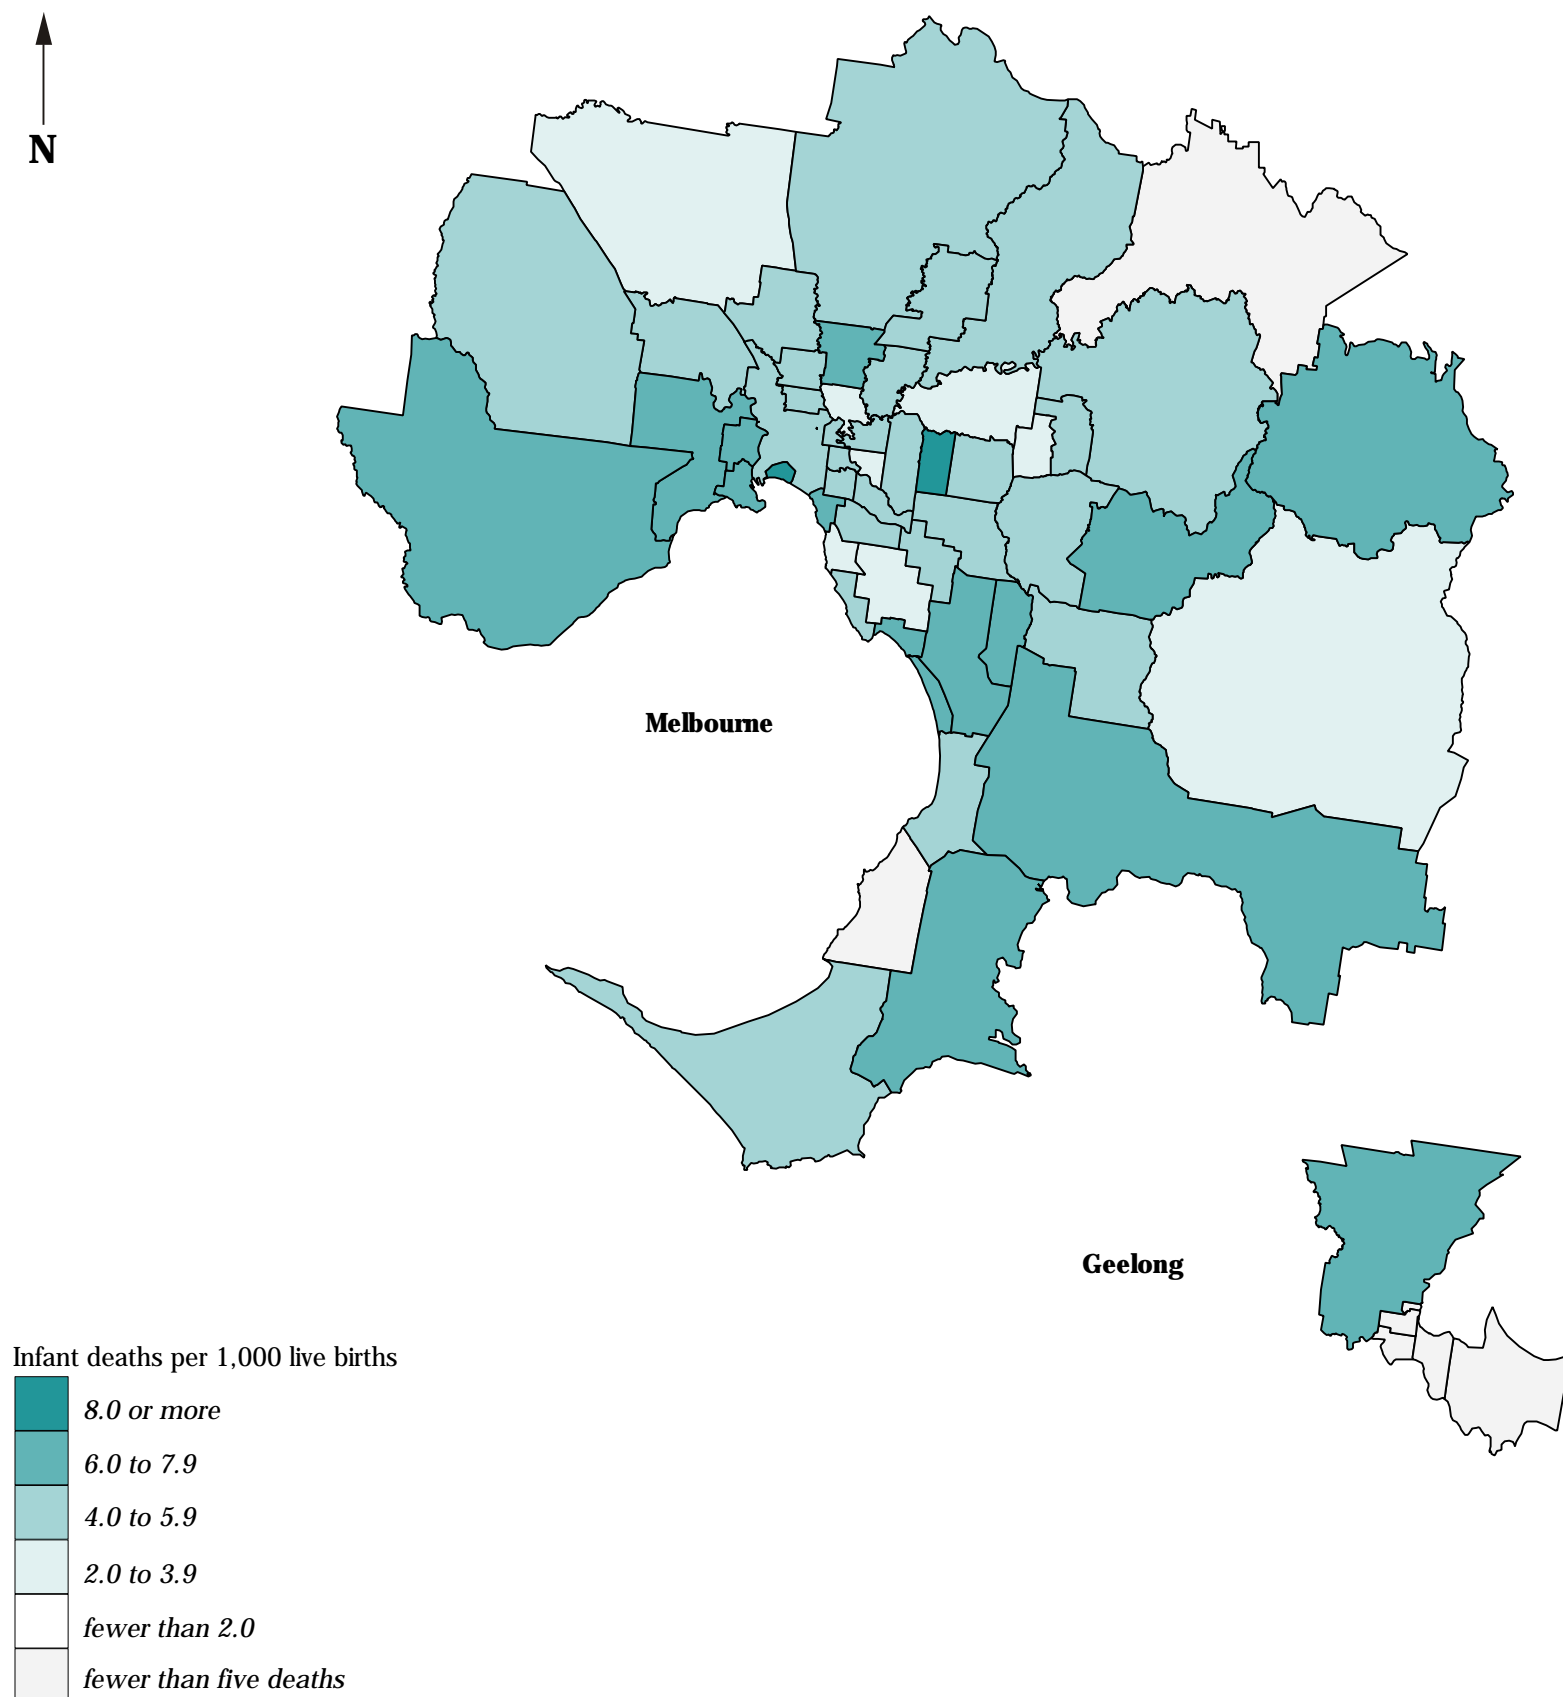 N
Melbourne
Geelong
Infant deaths per 1,000 live births
8.0 or more
6.0 to 7.9
4.0 to 5.9
2.0 to 3.9
fewer than 2.0
fewer than five deaths